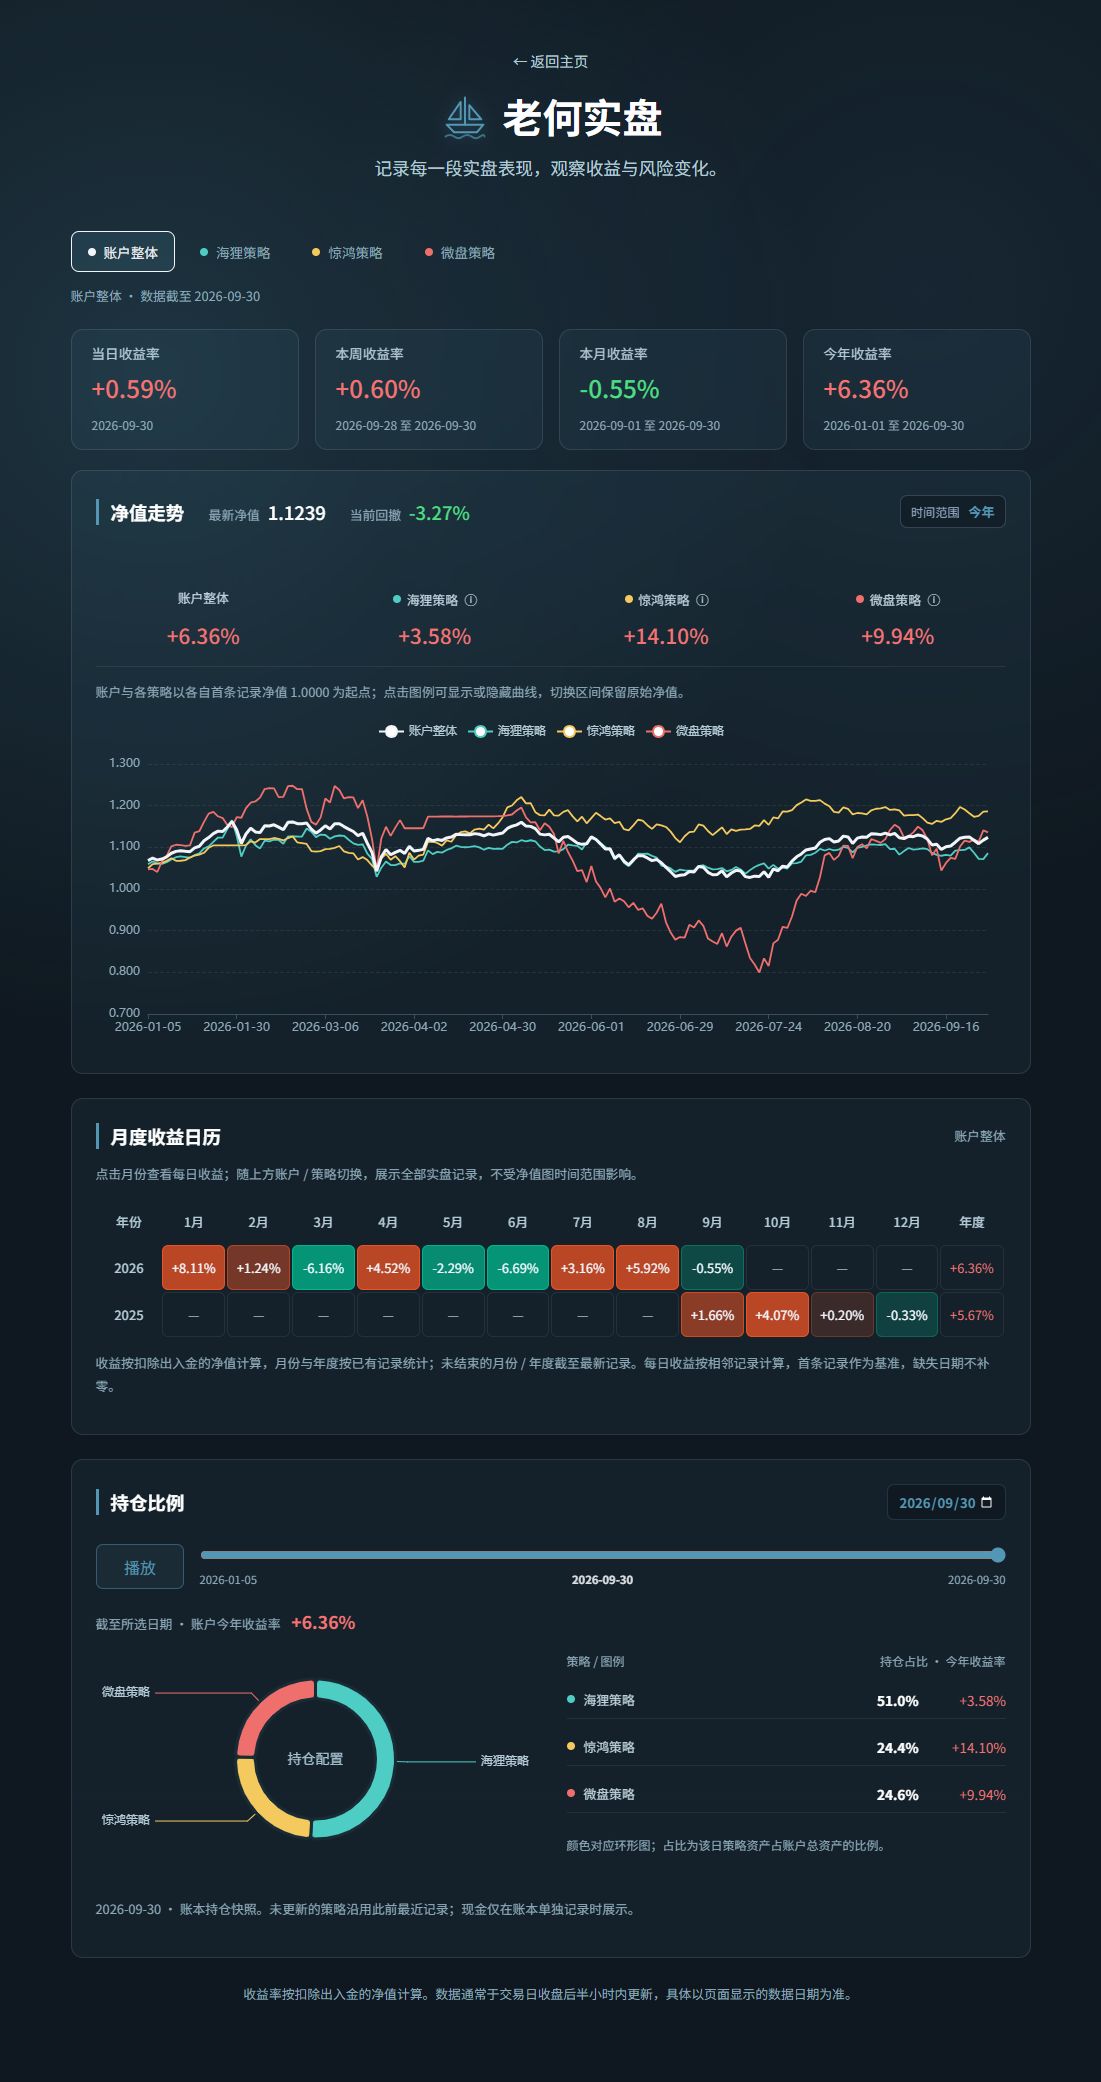 ← 返回主页
老何实盘
记录每一段实盘表现，观察收益与风险变化。
账户整体 海狸策略 惊鸿策略 微盘策略
账户整体 · 数据截至 2026-09-30
当日收益率 本周收益率 本月收益率 今年收益率
+0.59% +0.60% -0.55% +6.36%
2026-09-30 2026-09-28 至 2026-09-30 2026-09-01 至 2026-09-30 2026-01-01 至 2026-09-30
净值走势 最新净值 1.1239 当前回撤 -3.27% 时间范围 今年
账户整体 海狸策略 ⓘ 惊鸿策略 ⓘ 微盘策略 ⓘ
+6.36% +3.58% +14.10% +9.94%
账户与各策略以各自首条记录净值 1.0000 为起点；点击图例可显示或隐藏曲线，切换区间保留原始净值。
账户整体 海狸策略 惊鸿策略 微盘策略
1.300
1.200
1.100
1.000
0.900
0.800
0.700
2026-01-05 2026-01-30 2026-03-06 2026-04-02 2026-04-30 2026-06-01 2026-06-29 2026-07-24 2026-08-20 2026-09-16
月度收益日历 账户整体
点击月份查看每日收益；随上方账户 / 策略切换，展示全部实盘记录，不受净值图时间范围影响。
年份 1月 2月 3月 4月 5月 6月 7月 8月 9月 10月 11月 12月 年度
2026 +8.11% +1.24% -6.16% +4.52% -2.29% -6.69% +3.16% +5.92% -0.55% — — — +6.36%
2025 — — — — — — — — +1.66% +4.07% +0.20% -0.33% +5.67%
收益按扣除出入金的净值计算，月份与年度按已有记录统计；未结束的月份 / 年度截至最新记录。每日收益按相邻记录计算，首条记录作为基准，缺失日期不补
零。
持仓比例 2026/09/30
播放
2026-01-05 2026-09-30 2026-09-30
截至所选日期 · 账户今年收益率 +6.36%
策略 / 图例 持仓占比 · 今年收益率
微盘策略
海狸策略 51.0% +3.58%
惊鸿策略 24.4% +14.10%
持仓配置
海狸策略
微盘策略 24.6% +9.94%
惊鸿策略
颜色对应环形图；占比为该日策略资产占账户总资产的比例。
2026-09-30 · 账本持仓快照。未更新的策略沿用此前最近记录；现金仅在账本单独记录时展示。
收益率按扣除出入金的净值计算。数据通常于交易日收盘后半小时内更新，具体以页面显示的数据日期为准。